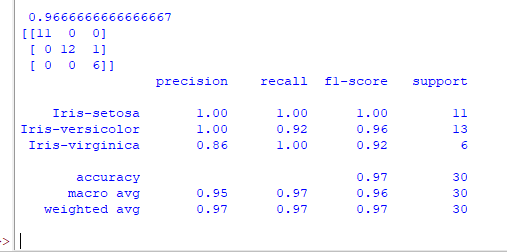 0.9666666666666667
[[11  0  0]
 [ 0 12  1]
 [ 0  0  6]]
                 precision    recall  f1-score   support

    Iris-setosa       1.00      1.00      1.00        11
Iris-versicolor       1.00      0.92      0.96        13
 Iris-virginica       0.86      1.00      0.92         6

       accuracy                           0.97        30
      macro avg       0.95      0.97      0.96        30
   weighted avg       0.97      0.97      0.97        30

>